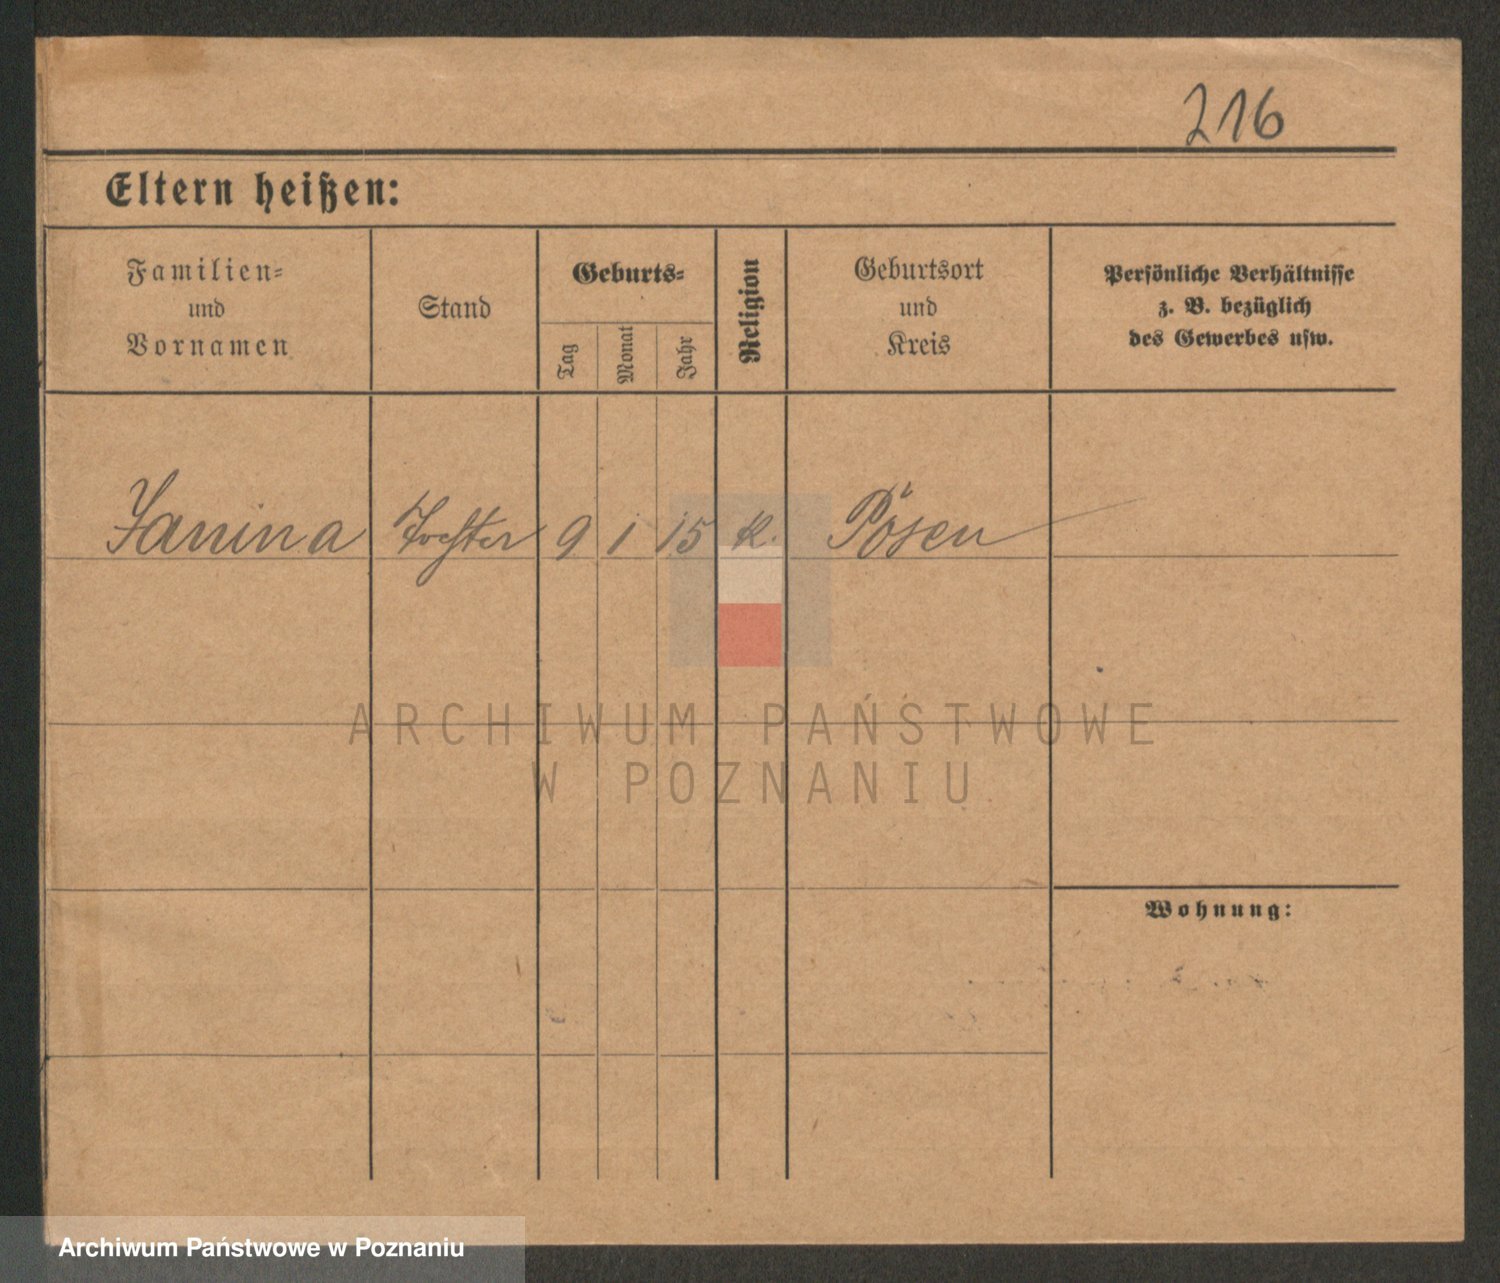 216
Eltern heißen:
Familien-
und
Vornamen
Stand
Geburts-
Tag
Monat
Jahr
Religion
Geburtsort
und
Kreis
Persönliche Verhältnisse
z. B. bezüglich
des Gewerbes usw.
Janina Tochter 9 1 15 k. Posen
ARCHIWUM PAŃSTWOWE
W POZNANIU
Wohnung:
Archiwum Państwowe w Poznaniu